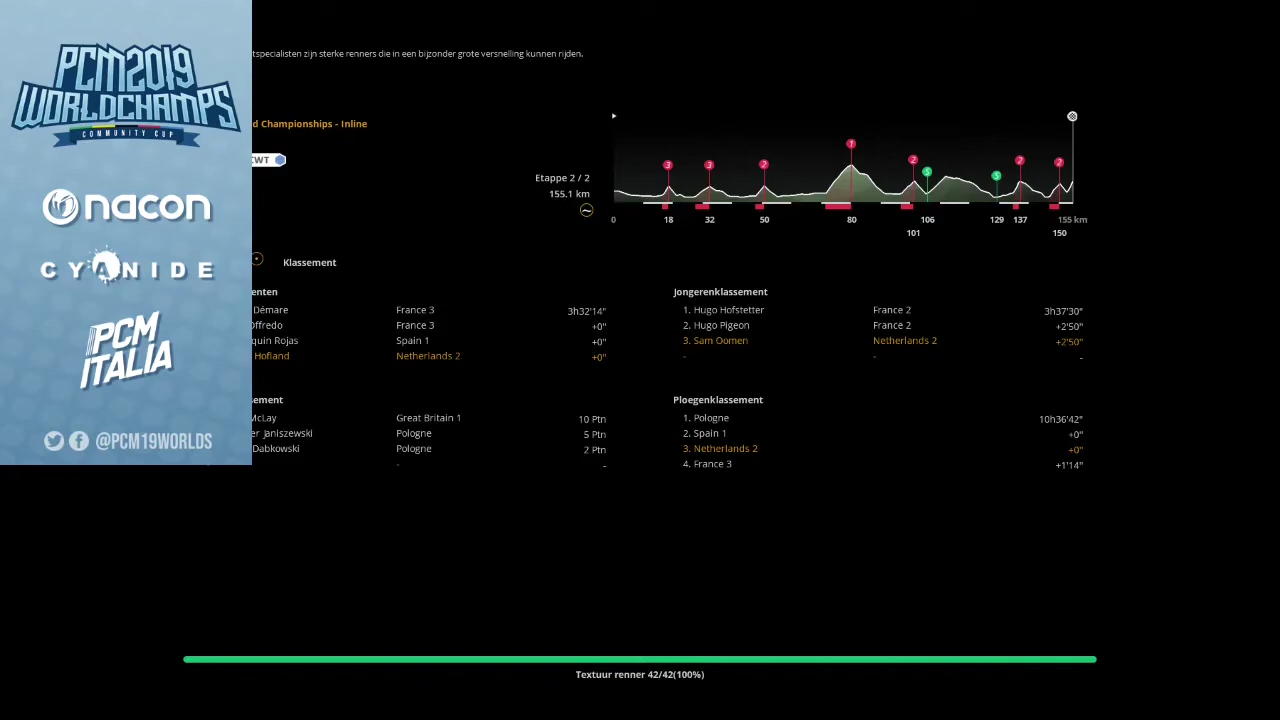 PCM2019
WORLDCHAMPS
COMMUNITY CUP
nacon
CYANIDE
PCM
ITALIA
@PCM19WORLDS
tspecialisten zijn sterke renners die in een bijzonder grote versnelling kunnen rijden.
d Championships - Inline
CWT
Etappe 2 / 2
155.1 km
3 3 2 1 2 S S 2 2
0 18 32 50 80 106 129 137 155 km
101 150
Klassement
enten
Démare France 3 3h32'14"
Offredo France 3 +0"
quin Rojas Spain 1 +0"
Hofland Netherlands 2 +0"
Jongerenklassement
1. Hugo Hofstetter France 2 3h37'30"
2. Hugo Pigeon France 2 +2'50"
3. Sam Oomen Netherlands 2 +2'50"
- - -
sement
McLay Great Britain 1 10 Ptn
er Janiszewski Pologne 5 Ptn
Dabkowski Pologne 2 Ptn
- -
Ploegenklassement
1. Pologne 10h36'42"
2. Spain 1 +0"
3. Netherlands 2 +0"
4. France 3 +1'14"
Textuur renner 42/42(100%)